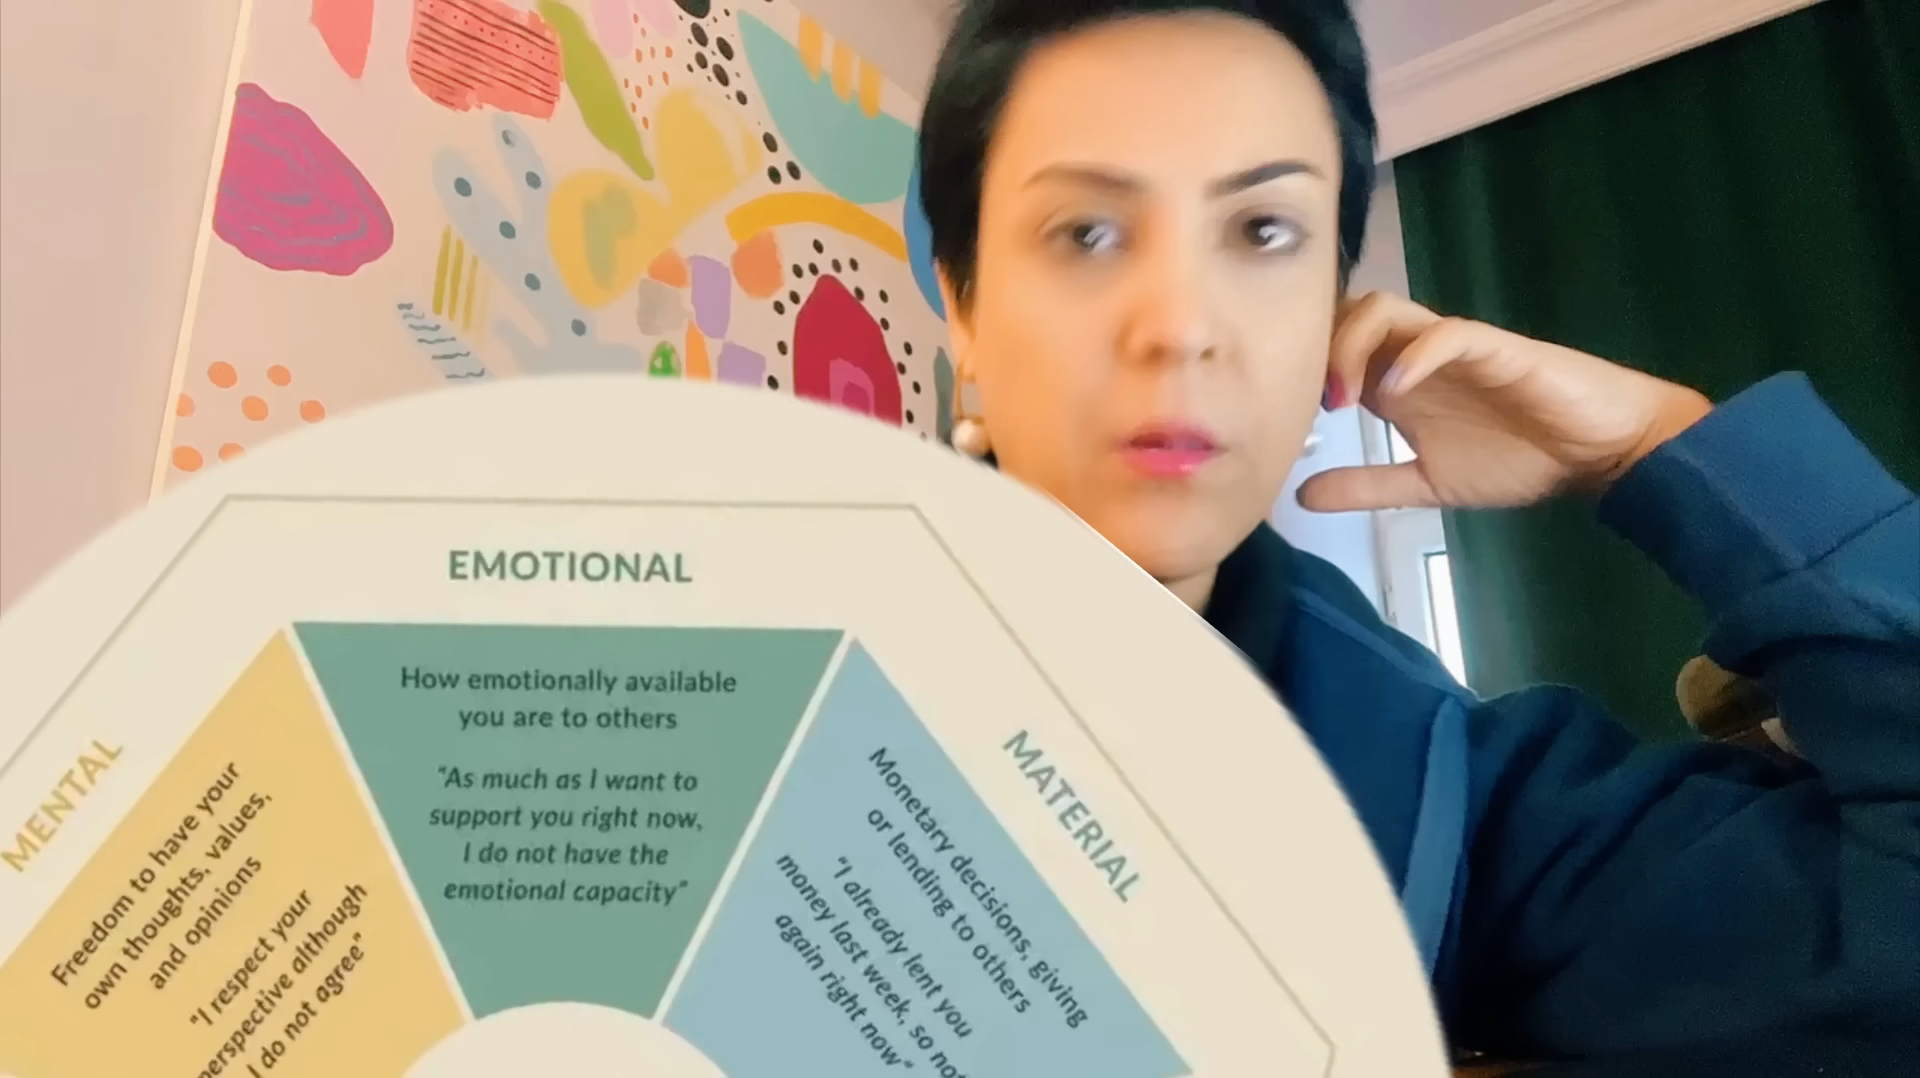 MENTAL
Freedom to have your
own thoughts, values,
and opinions
"I respect your
perspective although
I do not agree"
EMOTIONAL
How emotionally available
you are to others
"As much as I want to
support you right now,
I do not have the
emotional capacity"
MATERIAL
Monetary decisions, giving
or lending to others
"I already lent you
money last week, so not
again right now"